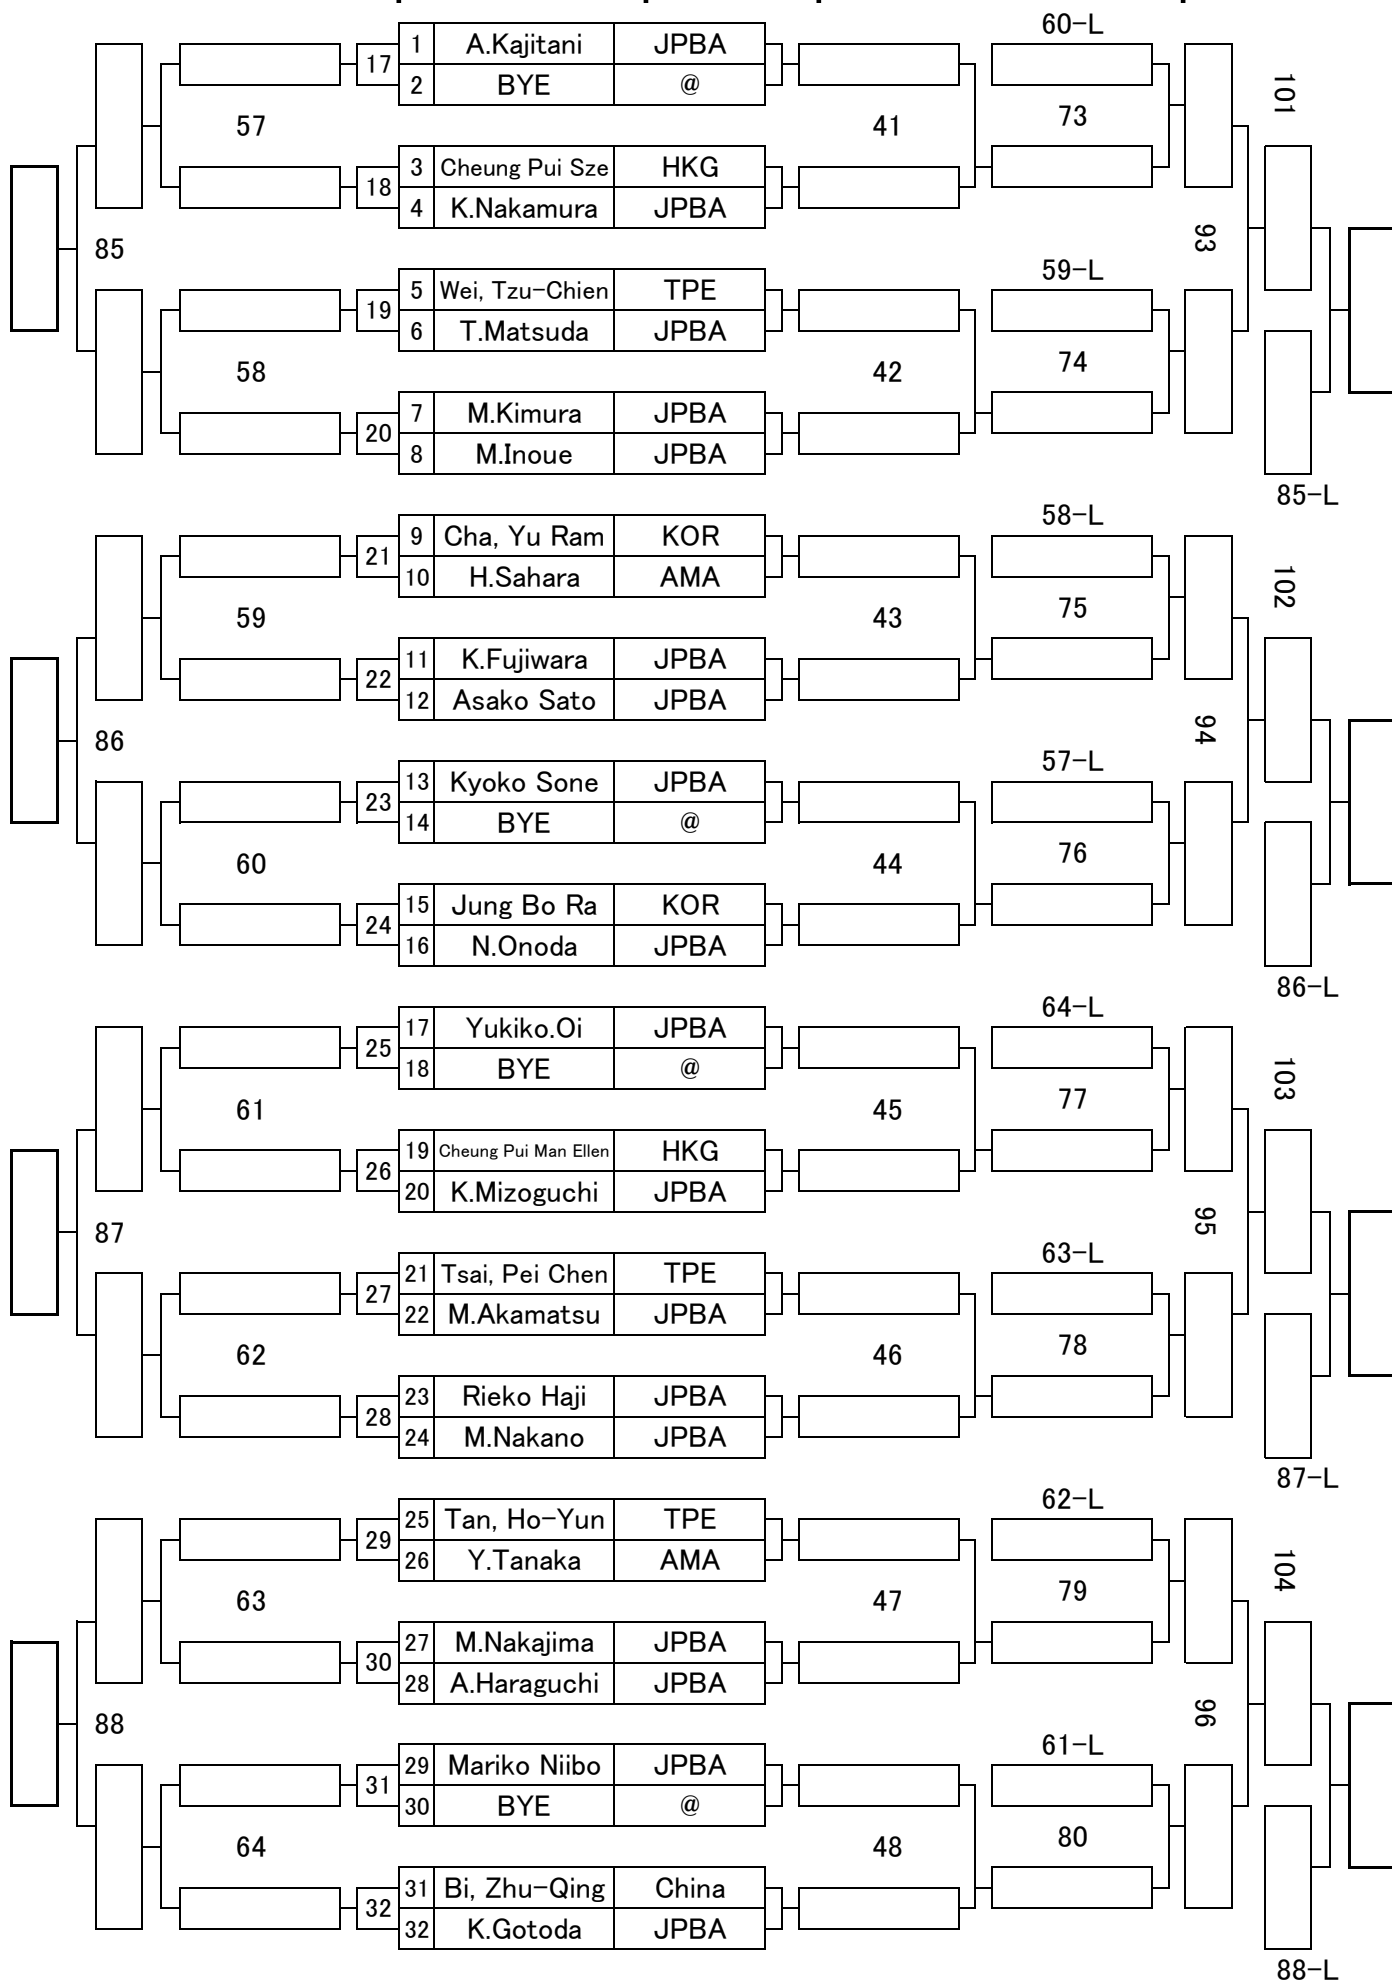 60-L
17 1 A.Kajitani JPBA
2 BYE @
101
57 41 73
18 3 Cheung Pui Sze HKG
4 K.Nakamura JPBA
85 93
59-L
19 5 Wei, Tzu-Chien TPE
6 T.Matsuda JPBA
58 42 74
20 7 M.Kimura JPBA
8 M.Inoue JPBA
85-L
58-L
21 9 Cha, Yu Ram KOR
10 H.Sahara AMA
102
59 43 75
22 11 K.Fujiwara JPBA
12 Asako Sato JPBA
86 94
57-L
23 13 Kyoko Sone JPBA
14 BYE @
60 44 76
24 15 Jung Bo Ra KOR
16 N.Onoda JPBA
86-L
64-L
25 17 Yukiko.Oi JPBA
18 BYE @
103
61 45 77
26 19 Cheung Pui Man Ellen HKG
20 K.Mizoguchi JPBA
87 95
63-L
27 21 Tsai, Pei Chen TPE
22 M.Akamatsu JPBA
62 46 78
28 23 Rieko Haji JPBA
24 M.Nakano JPBA
87-L
62-L
29 25 Tan, Ho-Yun TPE
26 Y.Tanaka AMA
104
63 47 79
30 27 M.Nakajima JPBA
28 A.Haraguchi JPBA
88 96
61-L
31 29 Mariko Niibo JPBA
30 BYE @
64 48 80
32 31 Bi, Zhu-Qing China
32 K.Gotoda JPBA
88-L